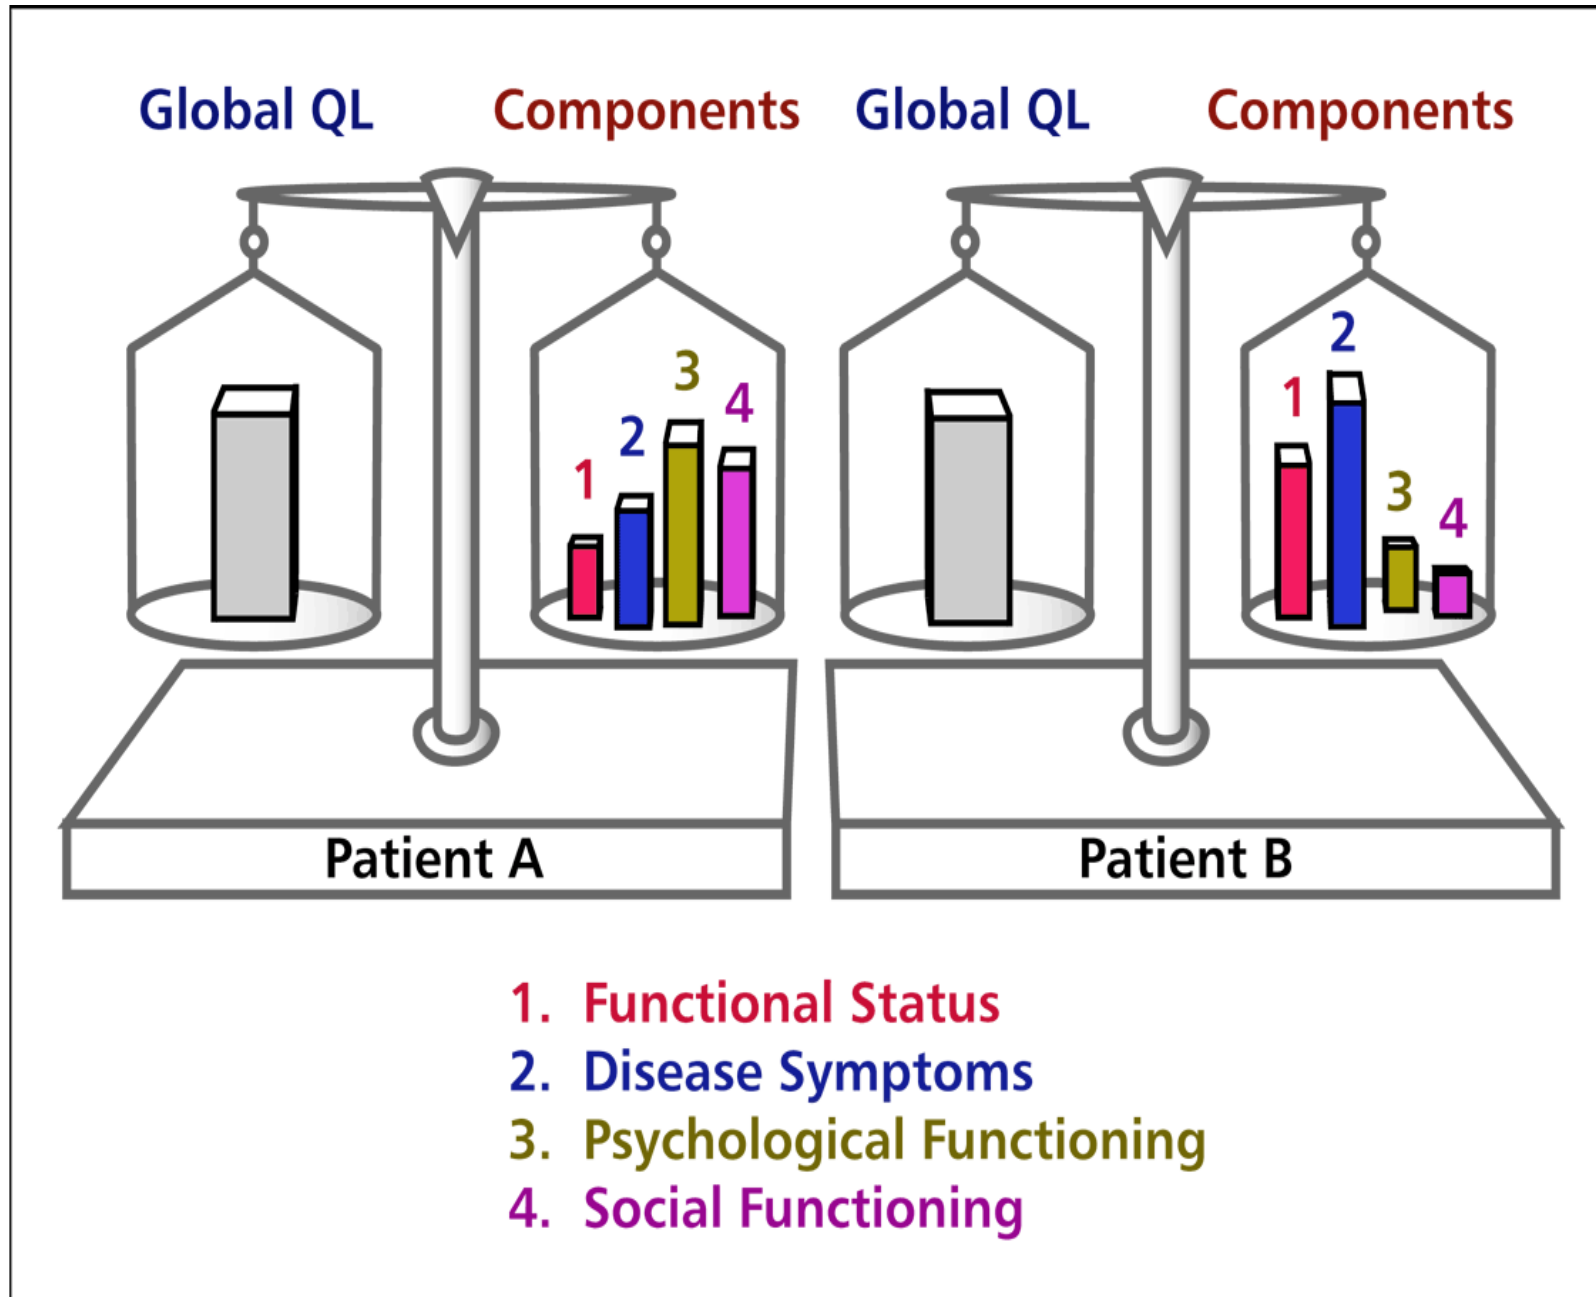 Global QL Components Global QL Components
1 2 3 4 1 2 3 4
Patient A Patient B
1. Functional Status
2. Disease Symptoms
3. Psychological Functioning
4. Social Functioning